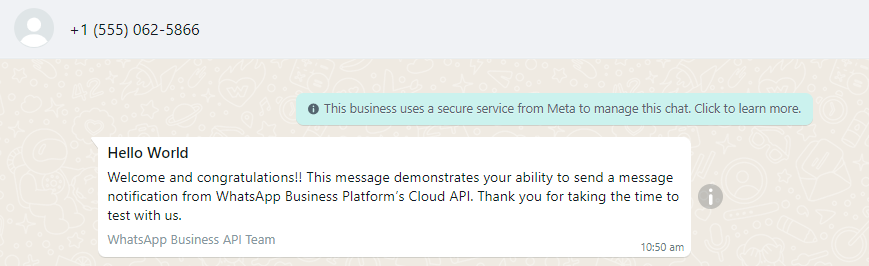 +1 (555) 062-5866
This business uses a secure service from Meta to manage this chat. Click to learn more.
Hello World
Welcome and congratulations!! This message demonstrates your ability to send a message
notification from WhatsApp Business Platform’s Cloud API. Thank you for taking the time to
test with us.
WhatsApp Business API Team
10:50 am